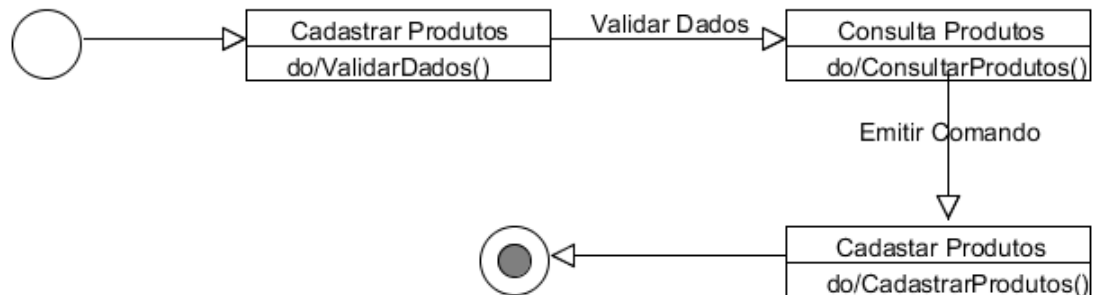 Cadastrar Produtos
do/ValidarDados()
Validar Dados
Consulta Produtos
do/ConsultarProdutos()
Emitir Comando
Cadastar Produtos
do/CadastrarProdutos()